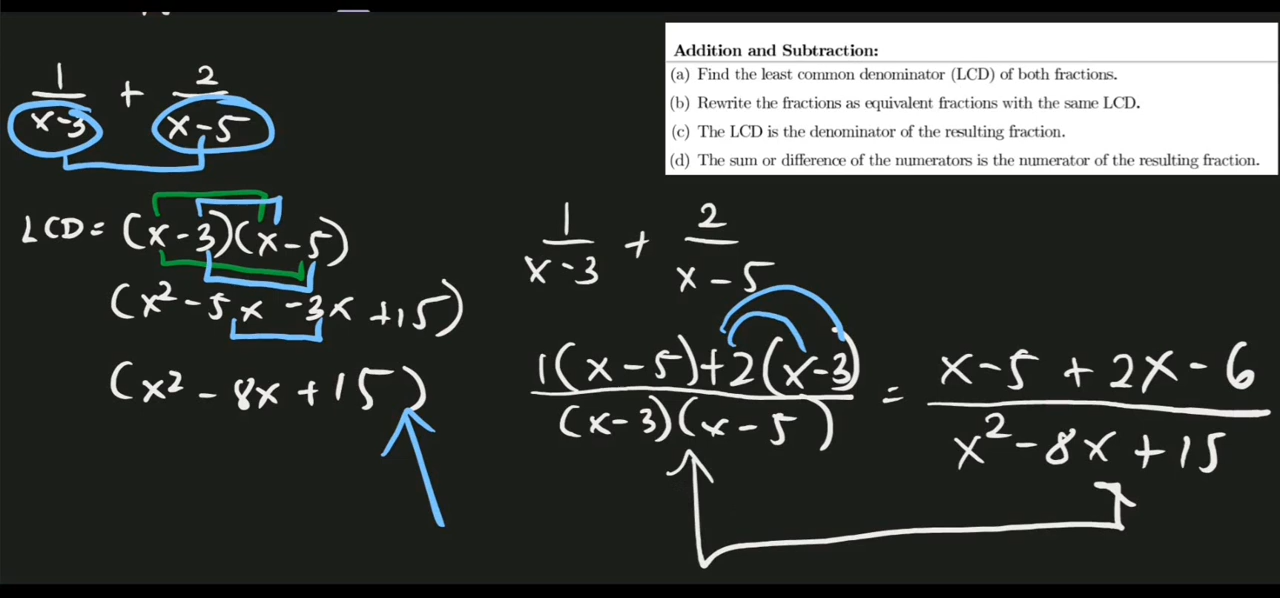 Addition and Subtraction:
(a) Find the least common denominator (LCD) of both fractions.
(b) Rewrite the fractions as equivalent fractions with the same LCD.
(c) The LCD is the denominator of the resulting fraction.
(d) The sum or difference of the numerators is the numerator of the resulting fraction.
1/(x-3) + 2/(x-5)
LCD = (x-3)(x-5)
(x² - 5x - 3x + 15)
(x² - 8x + 15)
1/(x-3) + 2/(x-5)
(1(x-5)+2(x-3))/((x-3)(x-5)) = (x-5+2x-6)/(x²-8x+15)